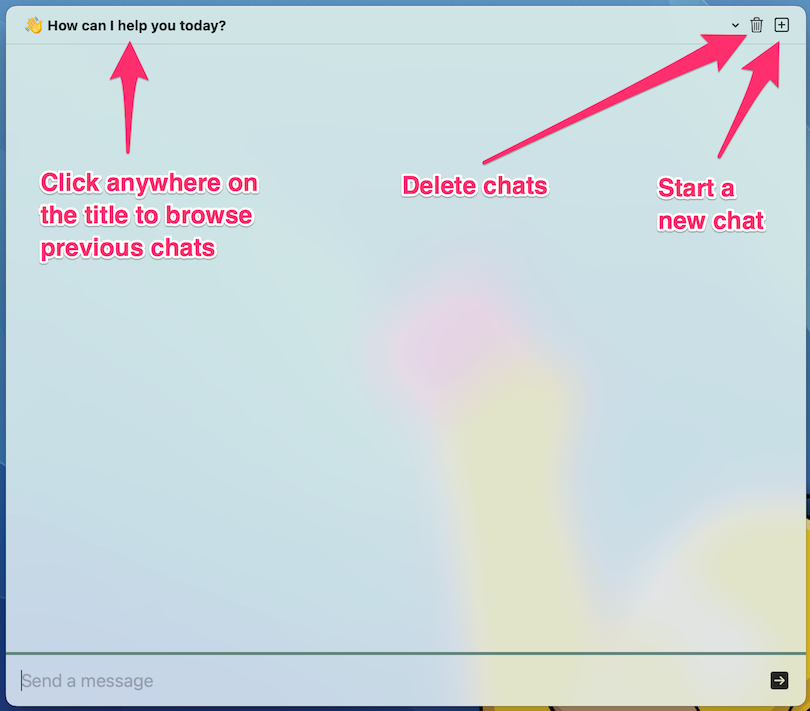 👋 How can I help you today?
Click anywhere on
the title to browse
previous chats
Delete chats
Start a
new chat
Send a message